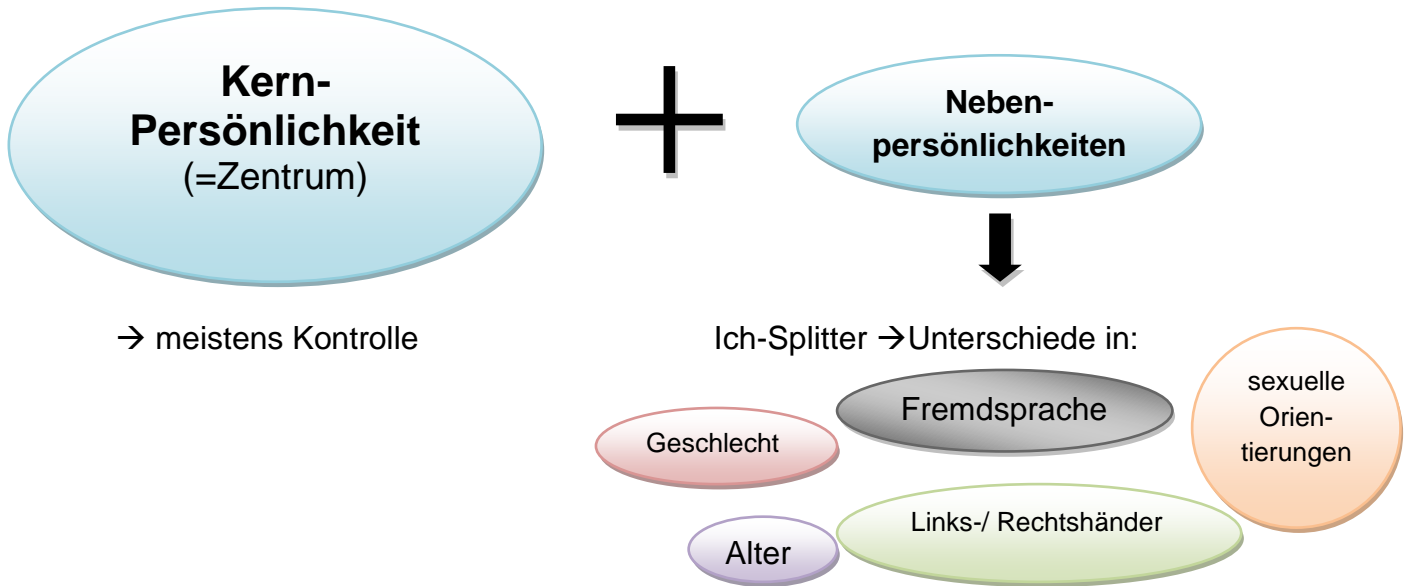 Kern-
Persönlichkeit
(=Zentrum)
Neben-
persönlichkeiten
→ meistens Kontrolle
Ich-Splitter →Unterschiede in:
sexuelle
Orien-
tierungen
Fremdsprache
Geschlecht
Links-/ Rechtshänder
Alter